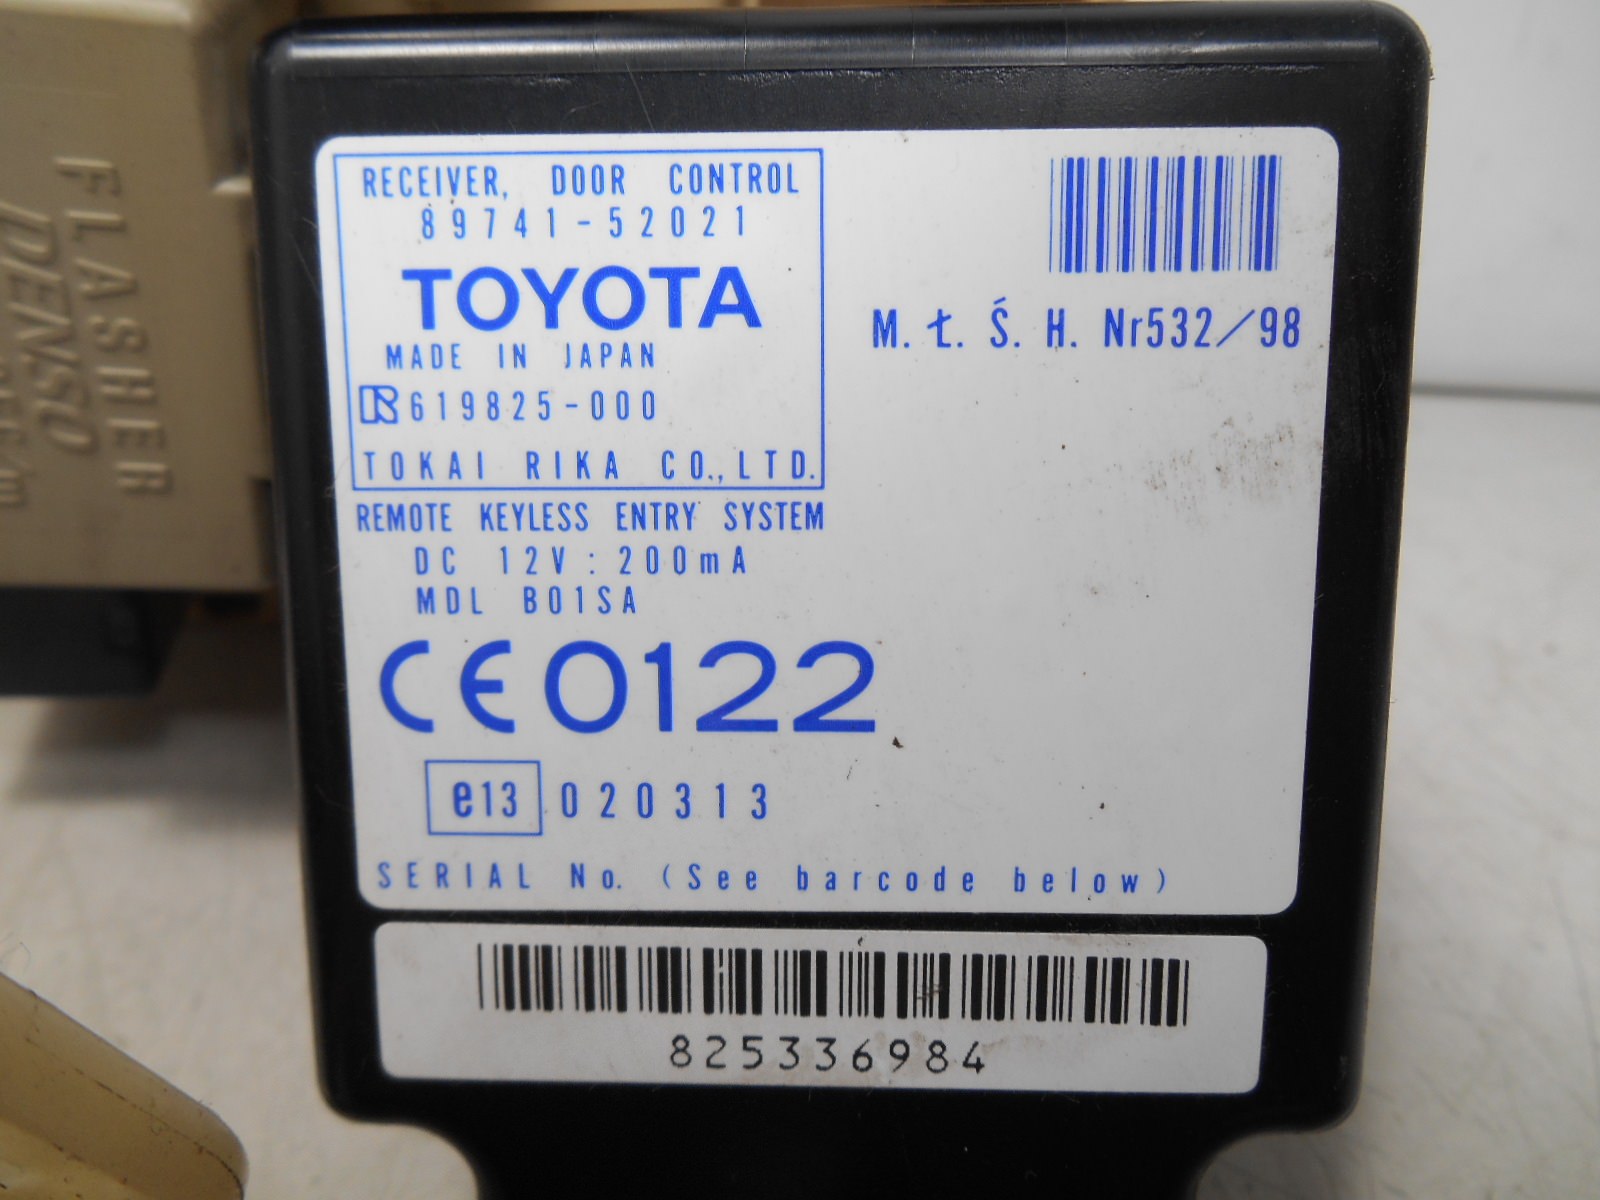 RECEIVER, DOOR CONTROL
89741-52021
TOYOTA
MADE IN JAPAN
619825-000
TOKAI RIKA CO.,LTD.
REMOTE KEYLESS ENTRY SYSTEM
DC 12V : 200mA
MDL B01SA
CE0122
e13 020313
SERIAL No. (See barcode below)
M. Ł. Ś. H. Nr532/98
825336984
FLASHER
DENSO